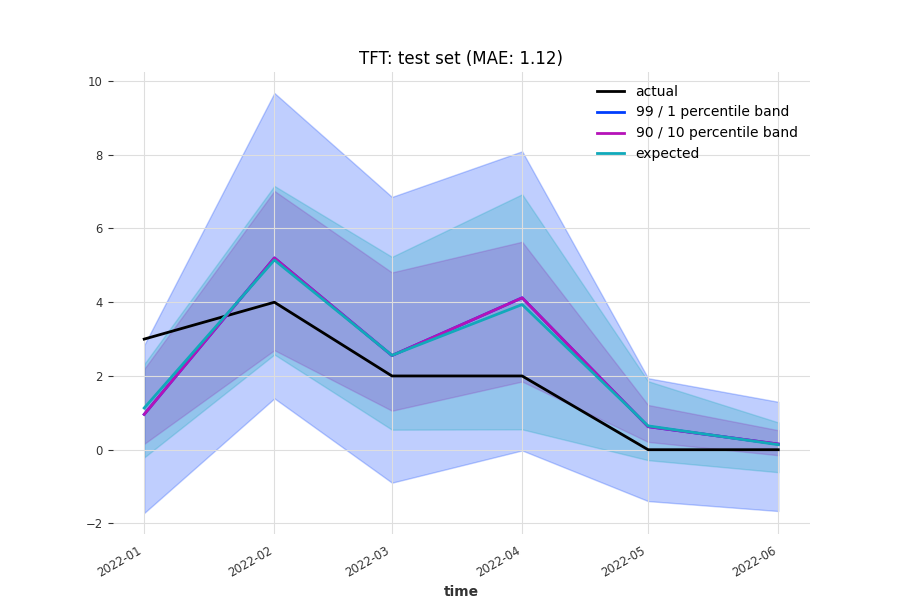 TFT: test set (MAE: 1.12)
10
8
6
4
2
0
−2
actual
99 / 1 percentile band
90 / 10 percentile band
expected
2022-01
2022-02
2022-03
2022-04
2022-05
2022-06
time